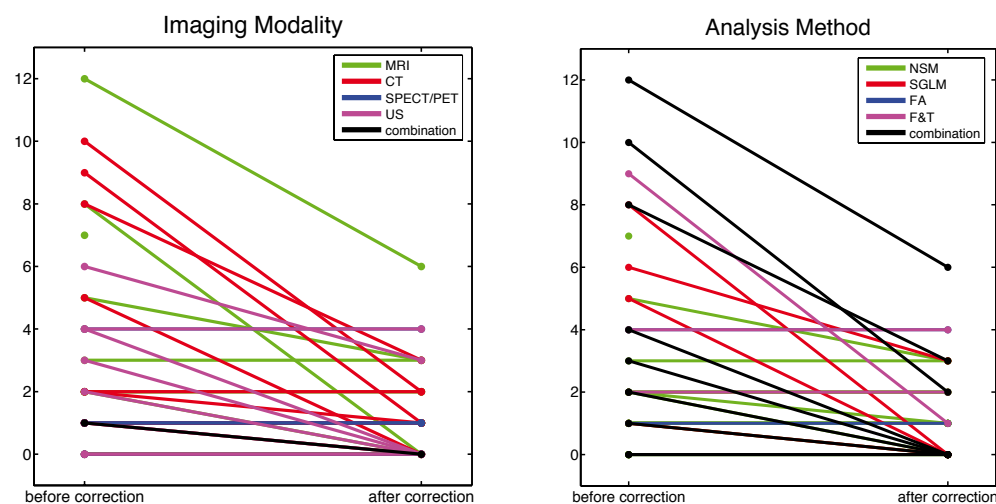 Imaging Modality
12
10
8
6
4
2
0
MRI
CT
SPECT/PET
US
combination
before correction
after correction
Analysis Method
12
10
8
6
4
2
0
NSM
SGLM
FA
F&T
combination
before correction
after correction